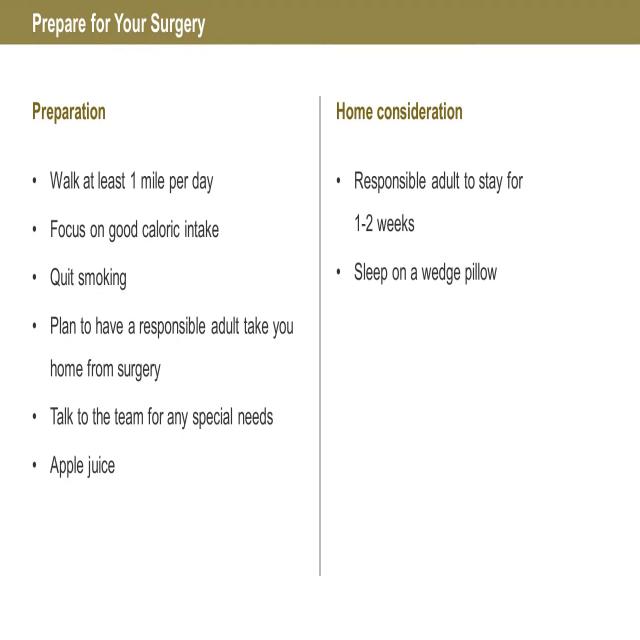 Prepare for Your Surgery
Preparation
• Walk at least 1 mile per day
• Focus on good caloric intake
• Quit smoking
• Plan to have a responsible adult take you
home from surgery
• Talk to the team for any special needs
• Apple juice
Home consideration
• Responsible adult to stay for
1-2 weeks
• Sleep on a wedge pillow